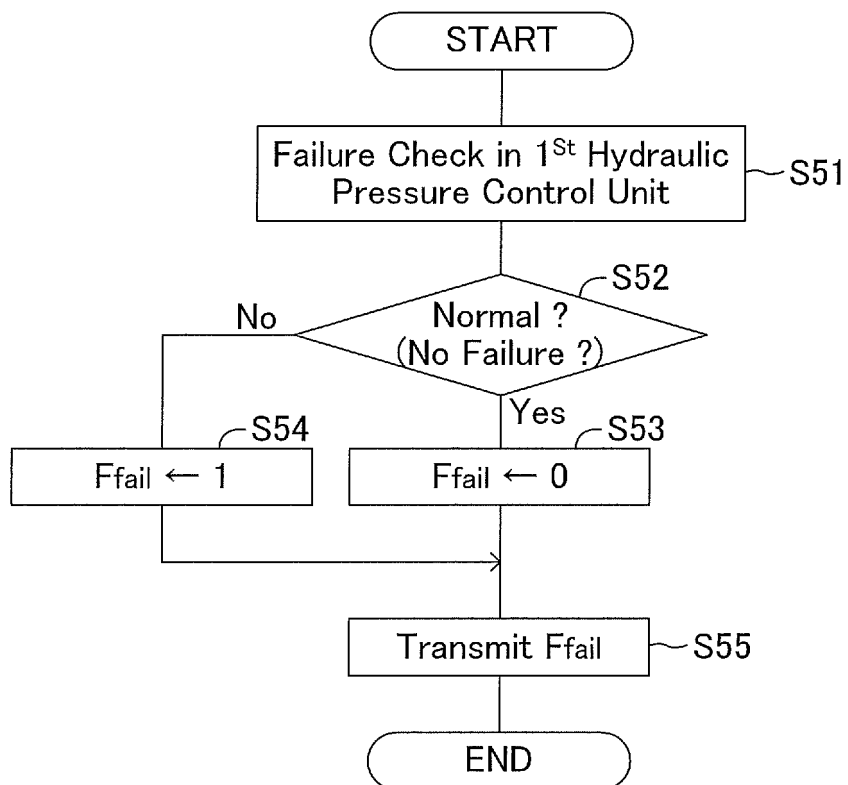 START
Failure Check in 1St Hydraulic
Pressure Control Unit
S51
S52
Normal ?
(No Failure ?)
No
Yes
S54
Ffail ← 1
S53
Ffail ← 0
Transmit Ffail
S55
END